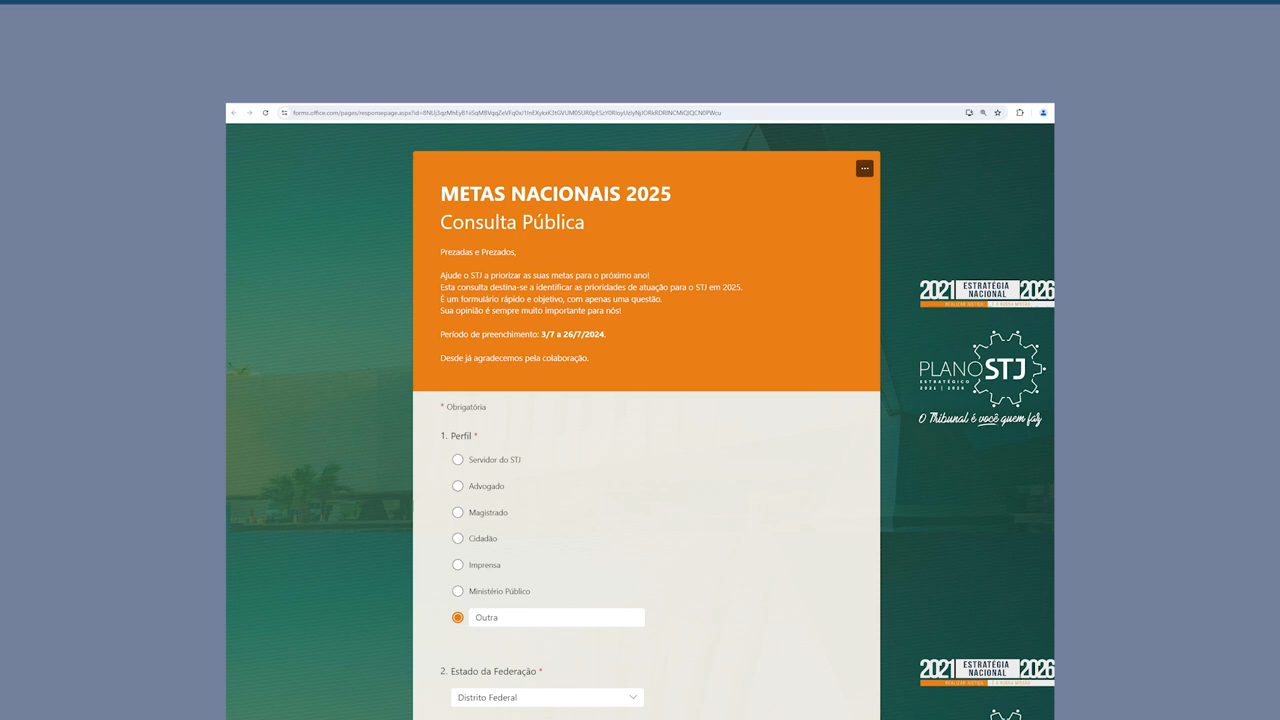 METAS NACIONAIS 2025
Consulta Pública
Prezadas e Prezados,
Ajude o STJ a priorizar as suas metas para o próximo ano!
Esta consulta destina-se a identificar as prioridades de atuação para o STJ em 2025.
É um formulário rápido e objetivo, com apenas uma questão.
Sua opinião é sempre muito importante para nós!
Período de preenchimento: 3/7 a 26/7/2024.
Desde já agradecemos pela colaboração.
* Obrigatória
1. Perfil *
Servidor do STJ
Advogado
Magistrado
Cidadão
Imprensa
Ministério Público
Outra
2. Estado da Federação *
Distrito Federal
2021 ESTRATÉGIA NACIONAL 2026
PLANO STJ
ESTRATÉGICO
2021 | 2026
O Tribunal é você quem faz
2021 ESTRATÉGIA NACIONAL 2026